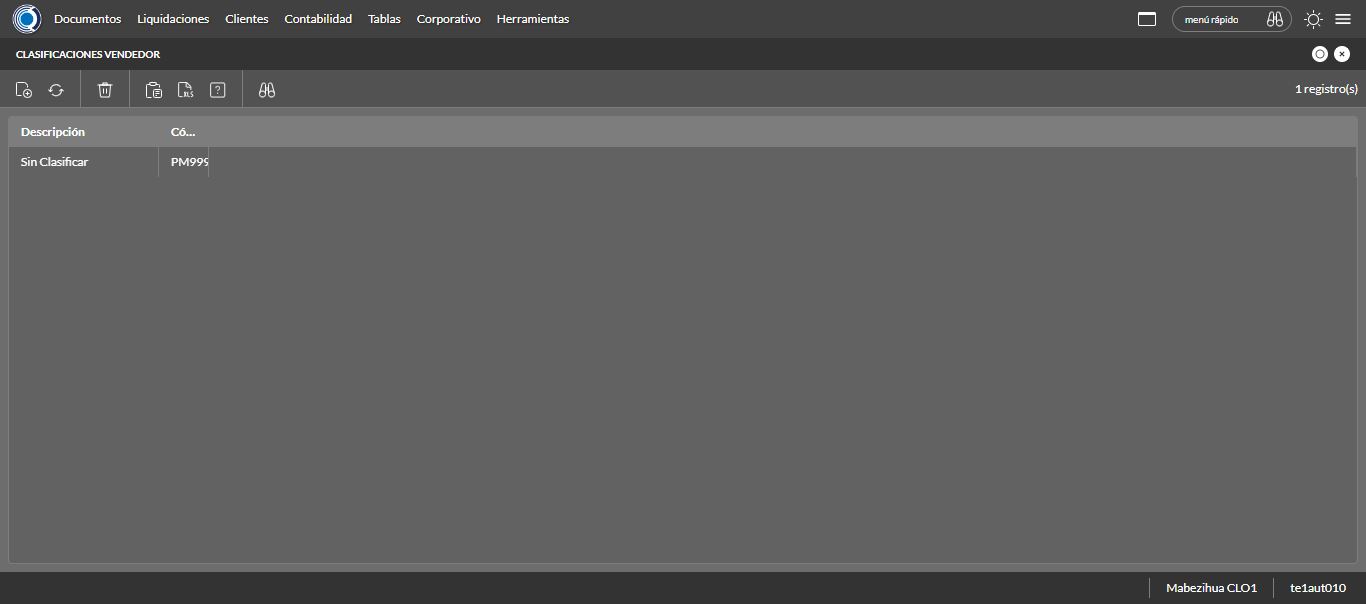 Documentos Liquidaciones Clientes Contabilidad Tablas Corporativo Herramientas menú rápido
CLASIFICACIONES VENDEDOR
XLS ? 1 registro(s)
Descripción Có...
Sin Clasificar PM999
Mabezihua CLO1 te1aut010